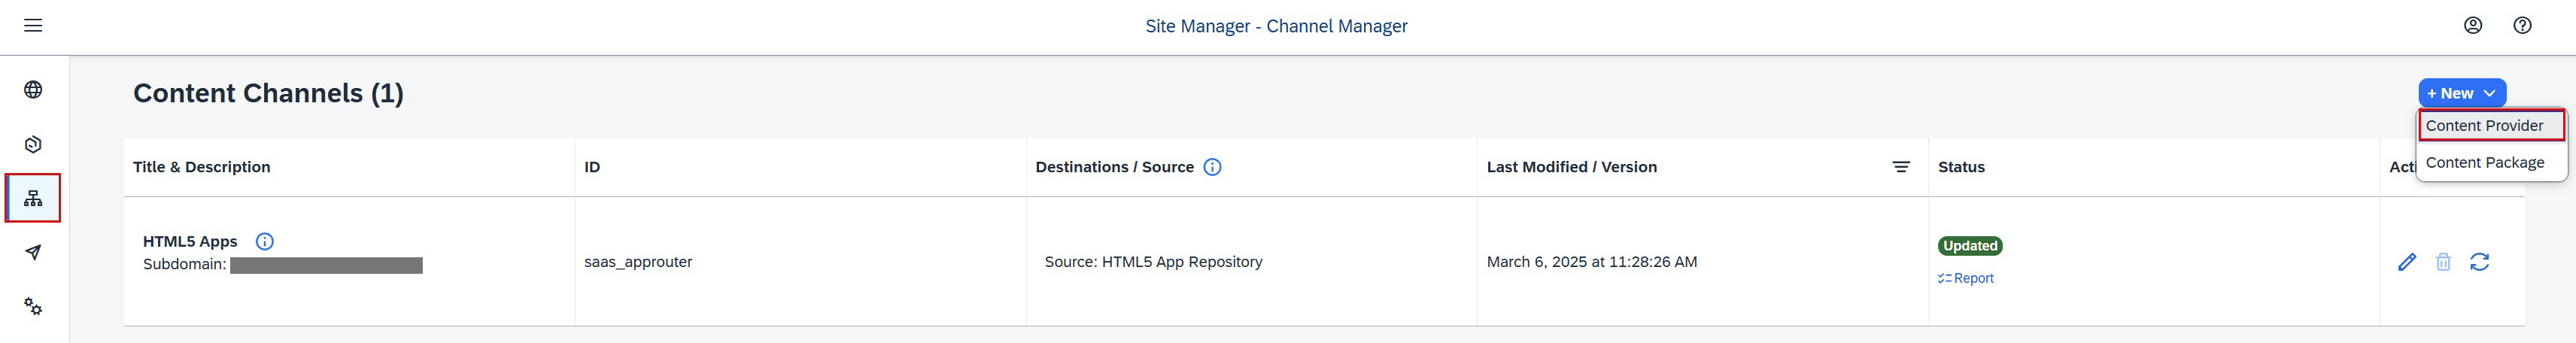 Site Manager - Channel Manager
Content Channels (1)
+ New
Content Provider
Content Package
Title & Description
ID
Destinations / Source
Last Modified / Version
Status
Acti
HTML5 Apps
Subdomain:
saas_approuter
Source: HTML5 App Repository
March 6, 2025 at 11:28:26 AM
Updated
Report